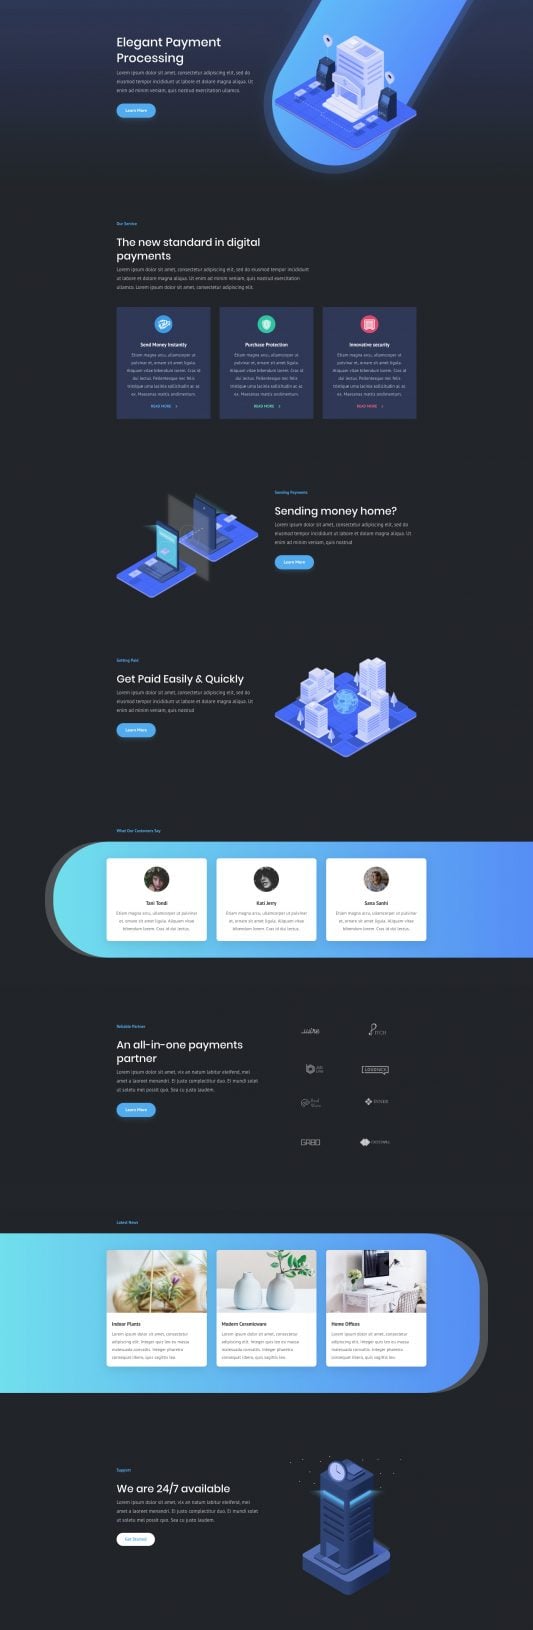 Elegant Payment
Processing
Lorem ipsum dolor sit amet, consectetur adipiscing elit, sed do
eiusmod tempor incididunt ut labore et dolore magna aliqua. Ut
enim ad minim veniam, quis nostrud exercitation ullamco.
Learn More
Our Service
The new standard in digital
payments
Lorem ipsum dolor sit amet, consectetur adipiscing elit, sed do eiusmod tempor incididunt
ut labore et dolore magna aliqua. Ut enim ad minim veniam, quis nostrud exercitation
ullamco. Lorem ipsum dolor sit amet, consectetur adipiscing elit.
Send Money Instantly
Etiam magna arcu, ullamcorper ut
pulvinar et, ornare sit amet ligula.
Aliquam vitae bibendum lorem. Cras id
dui lectus. Pellentesque nec felis
tristique urna lacinia sollicitudin ac ac
ex. Maecenas mattis
READ MORE
Purchase Protection
Etiam magna arcu, ullamcorper ut
pulvinar et, ornare sit amet ligula.
Aliquam vitae bibendum lorem. Cras id
dui lectus. Pellentesque nec felis
tristique urna lacinia sollicitudin ac ac
ex. Maecenas mattis
READ MORE
Innovative security
Etiam magna arcu, ullamcorper ut
pulvinar et, ornare sit amet ligula.
Aliquam vitae bibendum lorem. Cras id
dui lectus. Pellentesque nec felis
tristique urna lacinia sollicitudin ac ac
ex. Maecenas mattis
READ MORE
Sending Payments
Sending money home?
Lorem ipsum dolor sit amet, consectetur adipiscing elit, sed do
eiusmod tempor incididunt ut labore et dolore magna aliqua. Ut
enim ad minim veniam, quis nostrud
Learn More
Getting Paid
Get Paid Easily & Quickly
Lorem ipsum dolor sit amet, consectetur adipiscing elit, sed do
eiusmod tempor incididunt ut labore et dolore magna aliqua. Ut
enim ad minim veniam, quis nostrud
Learn More
What Our Customers Say
Tani Tondi
Etiam magna arcu, ullamcorper ut pulvinar
et, ornare sit amet ligula. Aliquam vitae
bibendum lorem. Cras id dui lectus.
Kati Jerry
Etiam magna arcu, ullamcorper ut pulvinar
et, ornare sit amet ligula. Aliquam vitae
bibendum lorem. Cras id dui lectus.
Sana Sanhi
Etiam magna arcu, ullamcorper ut pulvinar
et, ornare sit amet ligula. Aliquam vitae
bibendum lorem. Cras id dui lectus.
Reliable Partner
An all-in-one payments
partner
Lorem ipsum dolor sit amet, vix an natum labitur eleifend, mel
amet a laoreet menandri. Ei justo complectitur duo. Ei mundi solet
ut soletu mel possit quo. Sea cu justo laudem.
Learn More
GR8D
Latest News
Indoor Plants
Lorem ipsum dolor sit amet, consectetur
adipiscing elit. Integer quis leo eu massa
malesuada convallis. Integer pharetra
consequat libero, quis sagittis leo.
Modern Ceramicware
Lorem ipsum dolor sit amet, consectetur
adipiscing elit. Integer quis leo eu massa
malesuada convallis. Integer pharetra
consequat libero, quis sagittis leo.
Home Offices
Lorem ipsum dolor sit amet, consectetur
adipiscing elit. Integer quis leo eu massa
malesuada convallis. Integer pharetra
consequat libero, quis sagittis leo.
Support
We are 24/7 available
Lorem ipsum dolor sit amet, vix an natum labitur eleifend, mel
amet a laoreet menandri. Ei justo complectitur duo. Ei mundi solet
ut soletu mel possit quo. Sea cu justo laudem.
Get Started